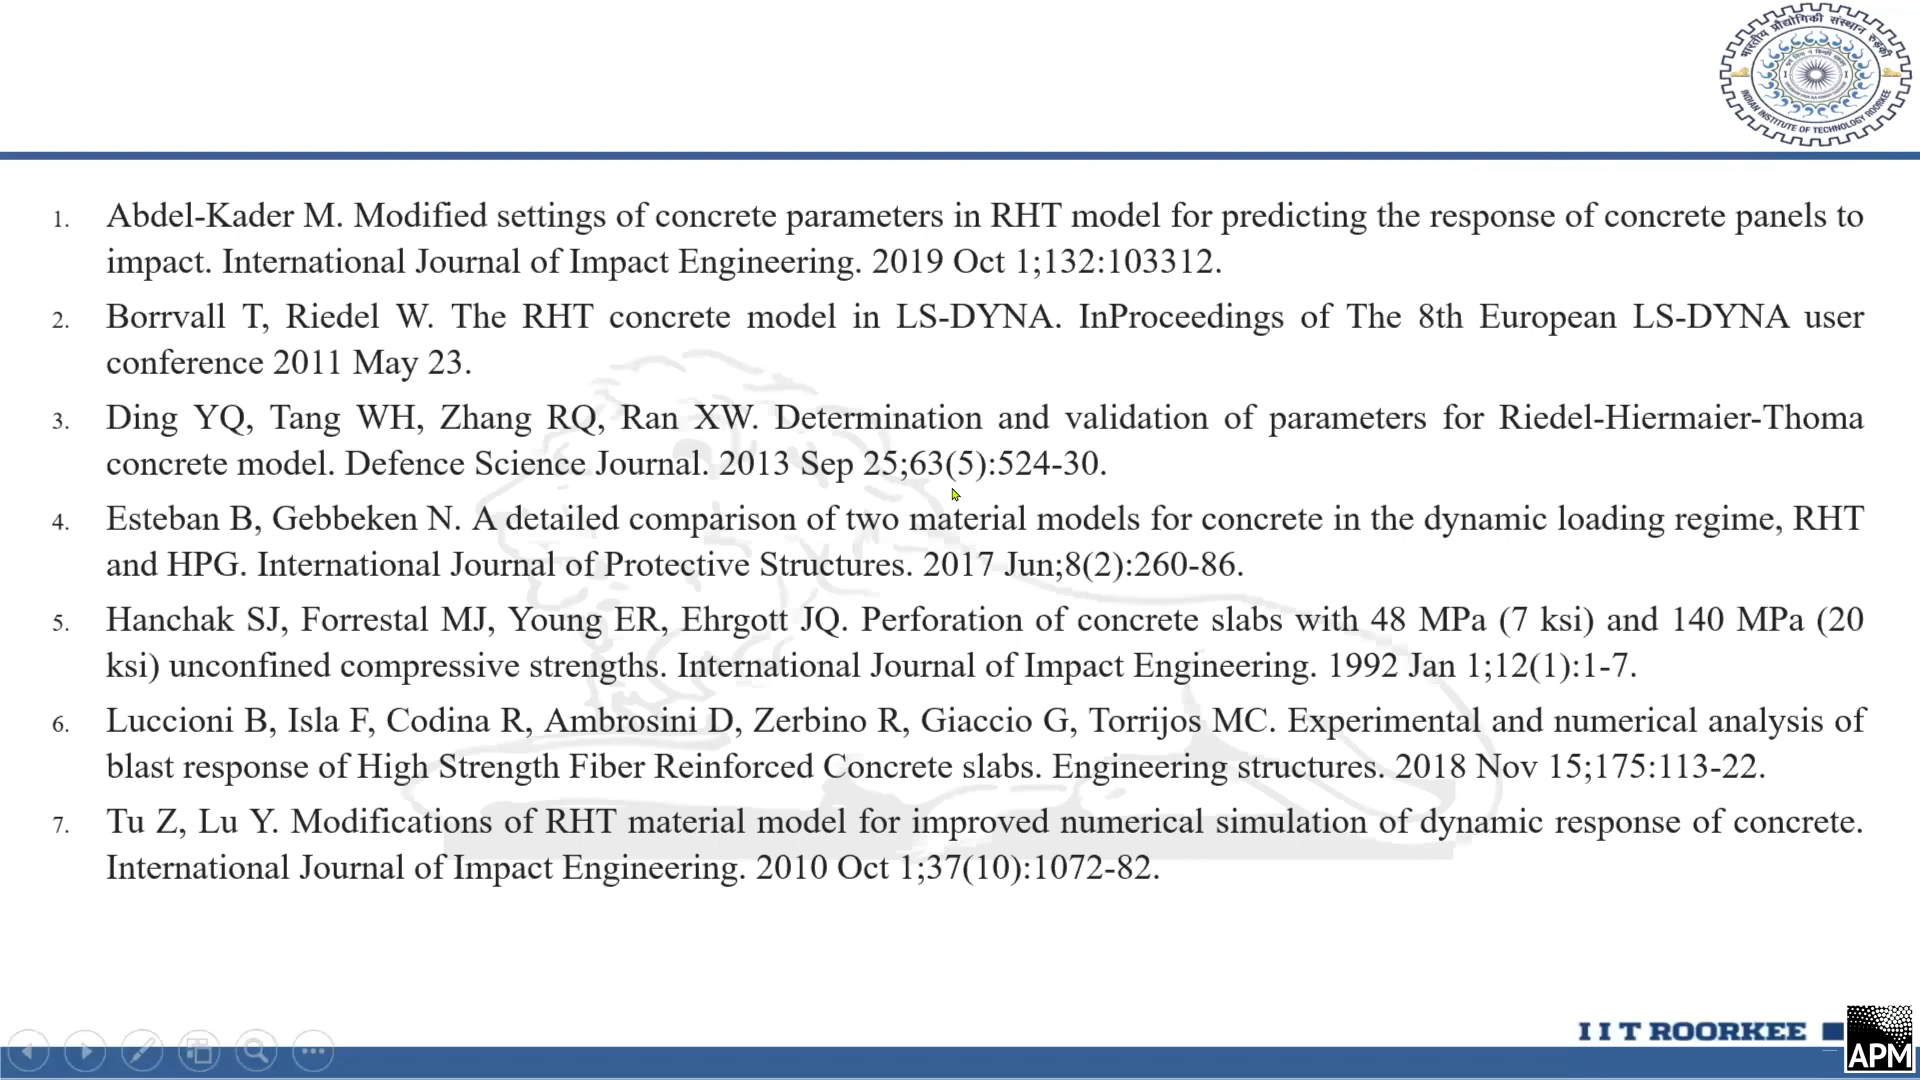 भारतीय प्रौद्योगिकी संस्थान रुड़की
INDIAN INSTITUTE OF TECHNOLOGY ROORKEE
1. Abdel-Kader M. Modified settings of concrete parameters in RHT model for predicting the response of concrete panels to
impact. International Journal of Impact Engineering. 2019 Oct 1;132:103312.
2. Borrvall T, Riedel W. The RHT concrete model in LS-DYNA. InProceedings of The 8th European LS-DYNA user
conference 2011 May 23.
3. Ding YQ, Tang WH, Zhang RQ, Ran XW. Determination and validation of parameters for Riedel-Hiermaier-Thoma
concrete model. Defence Science Journal. 2013 Sep 25;63(5):524-30.
4. Esteban B, Gebbeken N. A detailed comparison of two material models for concrete in the dynamic loading regime, RHT
and HPG. International Journal of Protective Structures. 2017 Jun;8(2):260-86.
5. Hanchak SJ, Forrestal MJ, Young ER, Ehrgott JQ. Perforation of concrete slabs with 48 MPa (7 ksi) and 140 MPa (20
ksi) unconfined compressive strengths. International Journal of Impact Engineering. 1992 Jan 1;12(1):1-7.
6. Luccioni B, Isla F, Codina R, Ambrosini D, Zerbino R, Giaccio G, Torrijos MC. Experimental and numerical analysis of
blast response of High Strength Fiber Reinforced Concrete slabs. Engineering structures. 2018 Nov 15;175:113-22.
7. Tu Z, Lu Y. Modifications of RHT material model for improved numerical simulation of dynamic response of concrete.
International Journal of Impact Engineering. 2010 Oct 1;37(10):1072-82.
IIT ROORKEE
APM